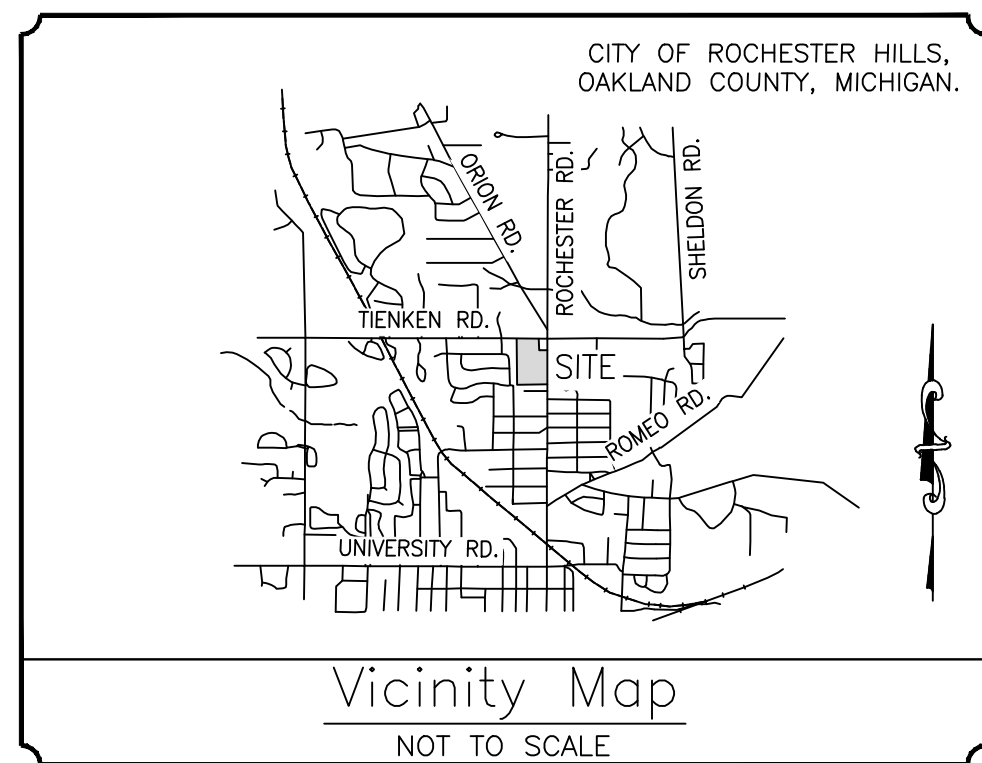 CITY OF ROCHESTER HILLS,
OAKLAND COUNTY, MICHIGAN.
ORION RD.
ROCHESTER RD.
SHELDON RD.
TIENKEN RD.
SITE
ROMEO RD.
UNIVERSITY RD.
Vicinity Map
NOT TO SCALE